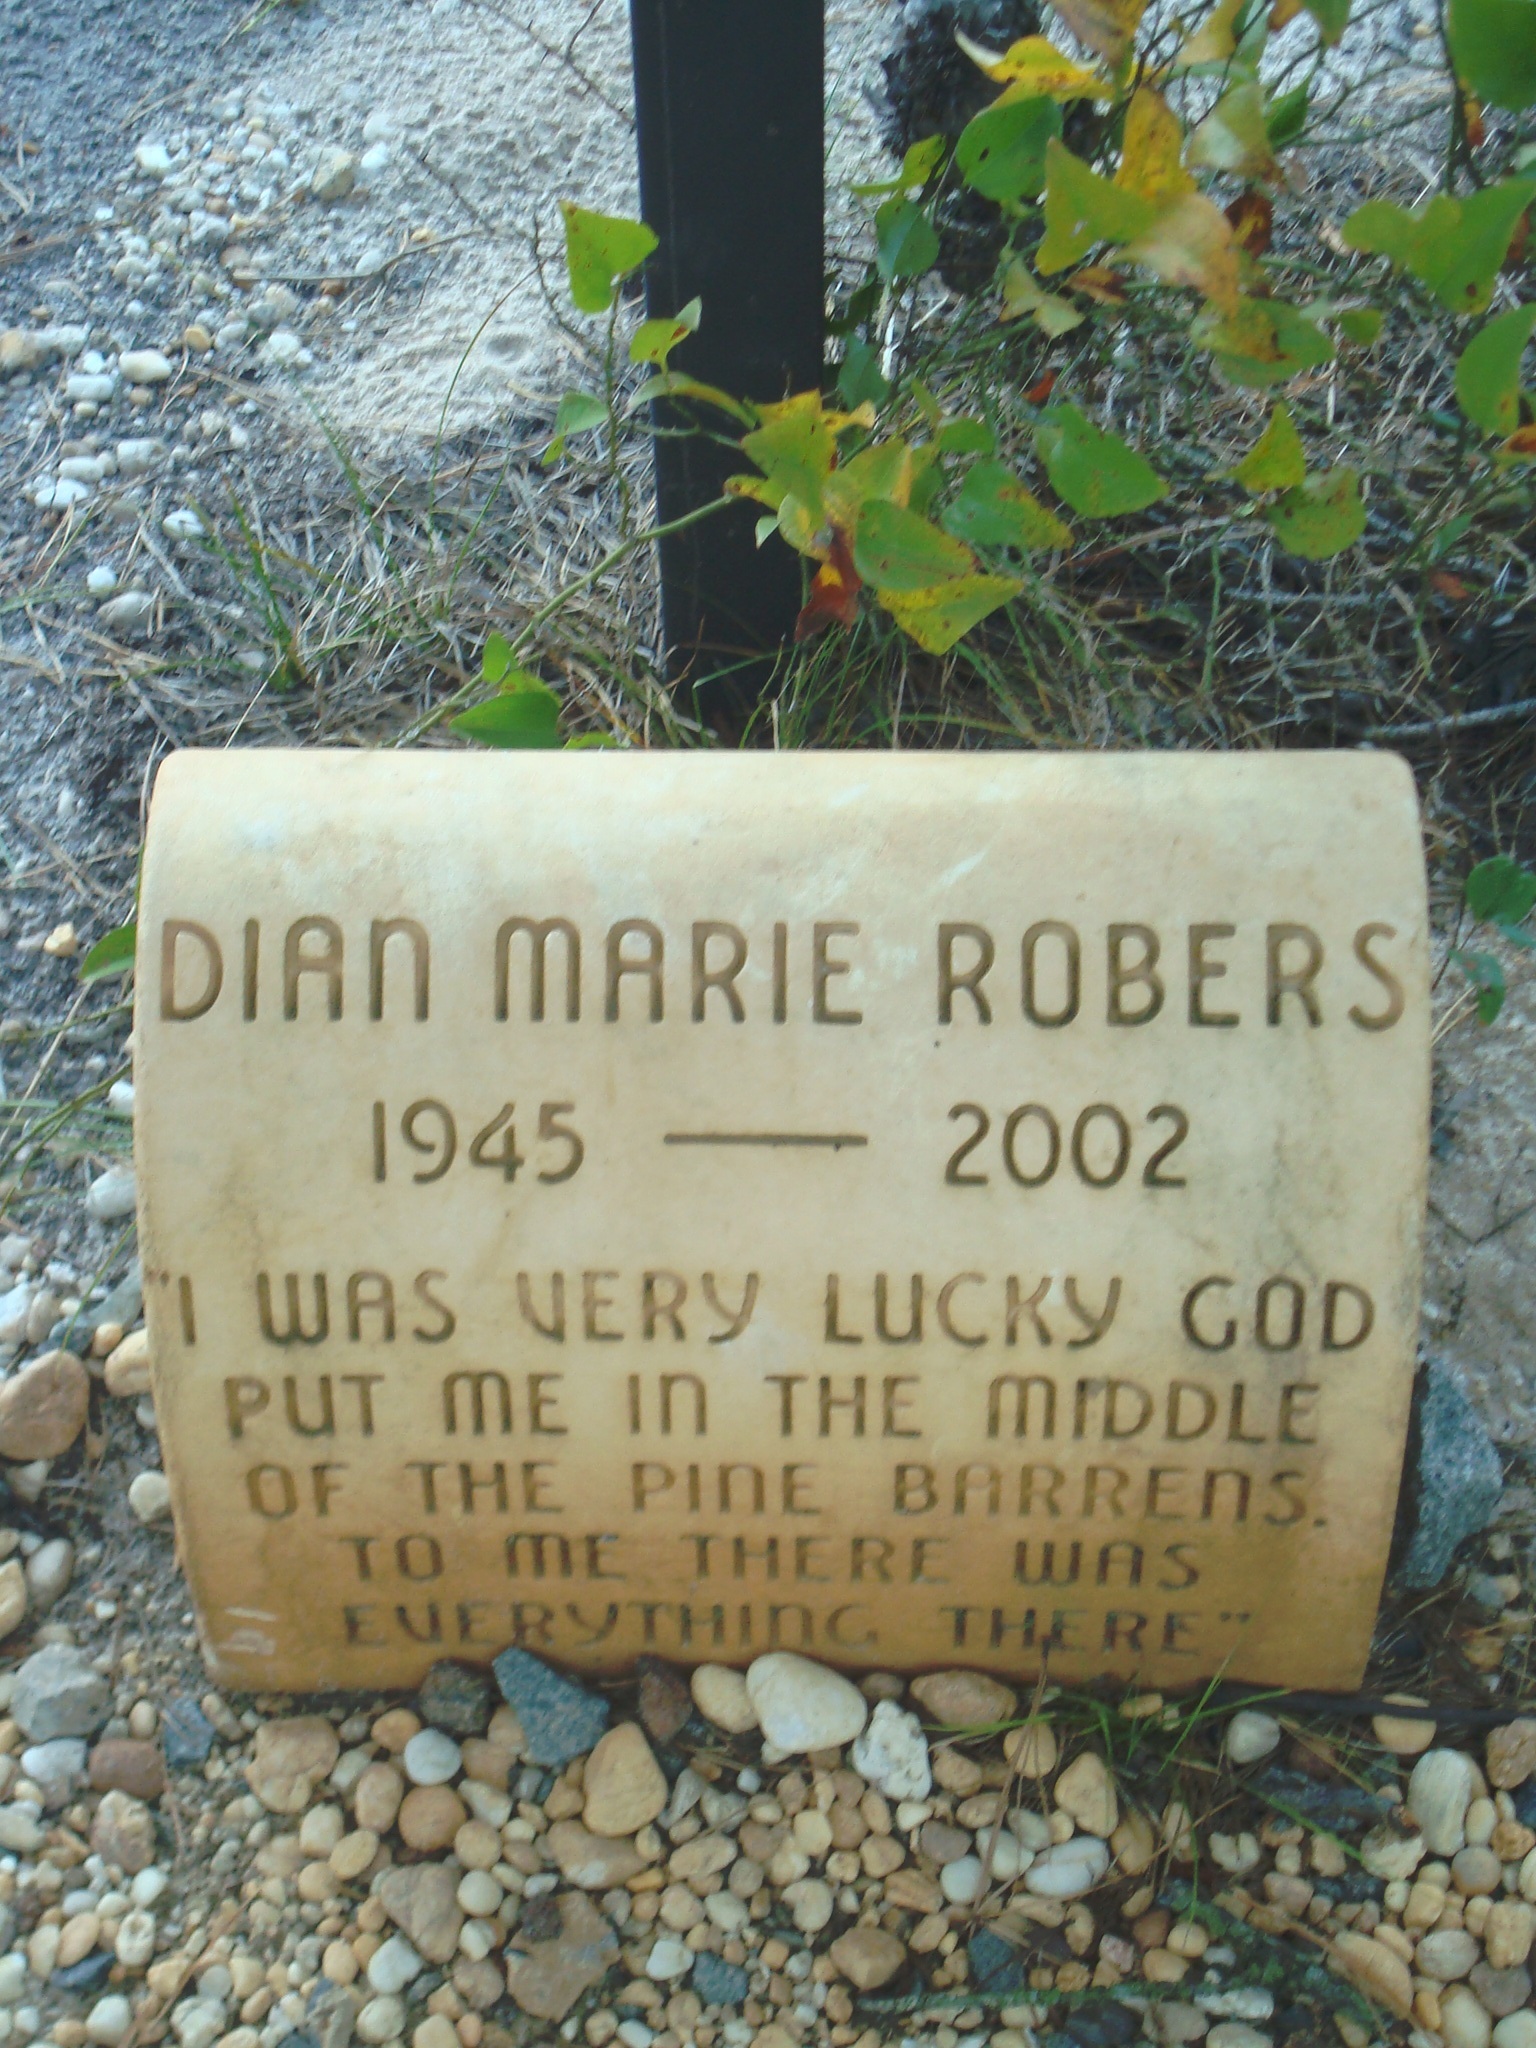 DIAN MARIE ROBERS
1945 — 2002
"I WAS VERY LUCKY GOD
PUT ME IN THE MIDDLE
OF THE PINE BARRENS.
TO ME THERE WAS
EVERYTHING THERE"